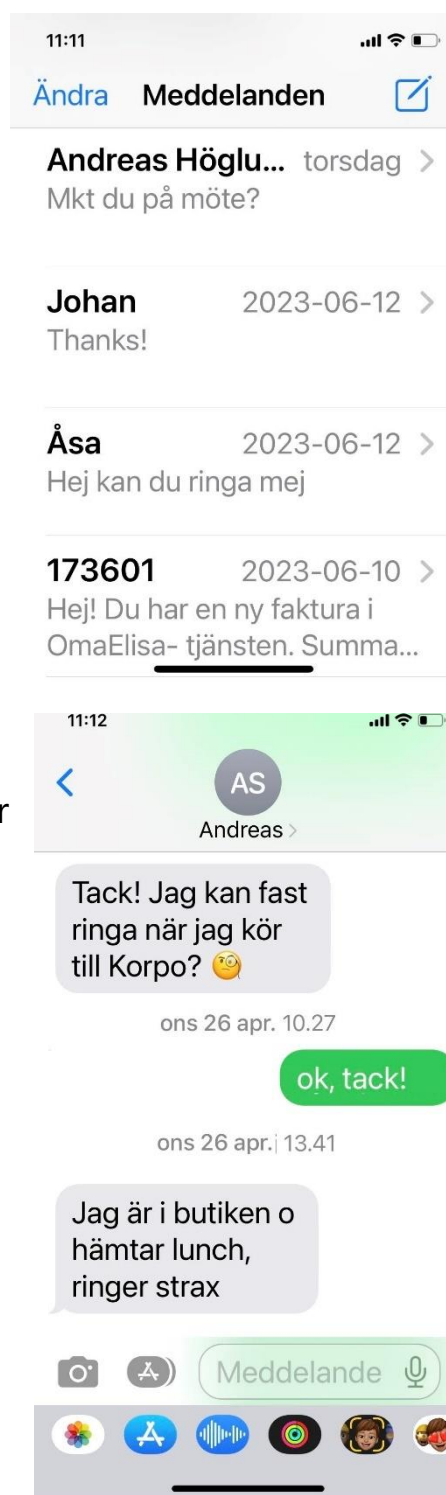 11:11
Ändra Meddelanden
Andreas Höglu... torsdag
Mkt du på möte?
Johan 2023-06-12
Thanks!
Åsa 2023-06-12
Hej kan du ringa mej
173601 2023-06-10
Hej! Du har en ny faktura i
OmaElisa- tjänsten. Summa...
11:12
AS
r
Andreas
Tack! Jag kan fast
ringa när jag kör
till Korpo? 🧐
ons 26 apr. 10.27
ok, tack!
ons 26 apr. 13.41
Jag är i butiken o
hämtar lunch,
ringer strax
Meddelande